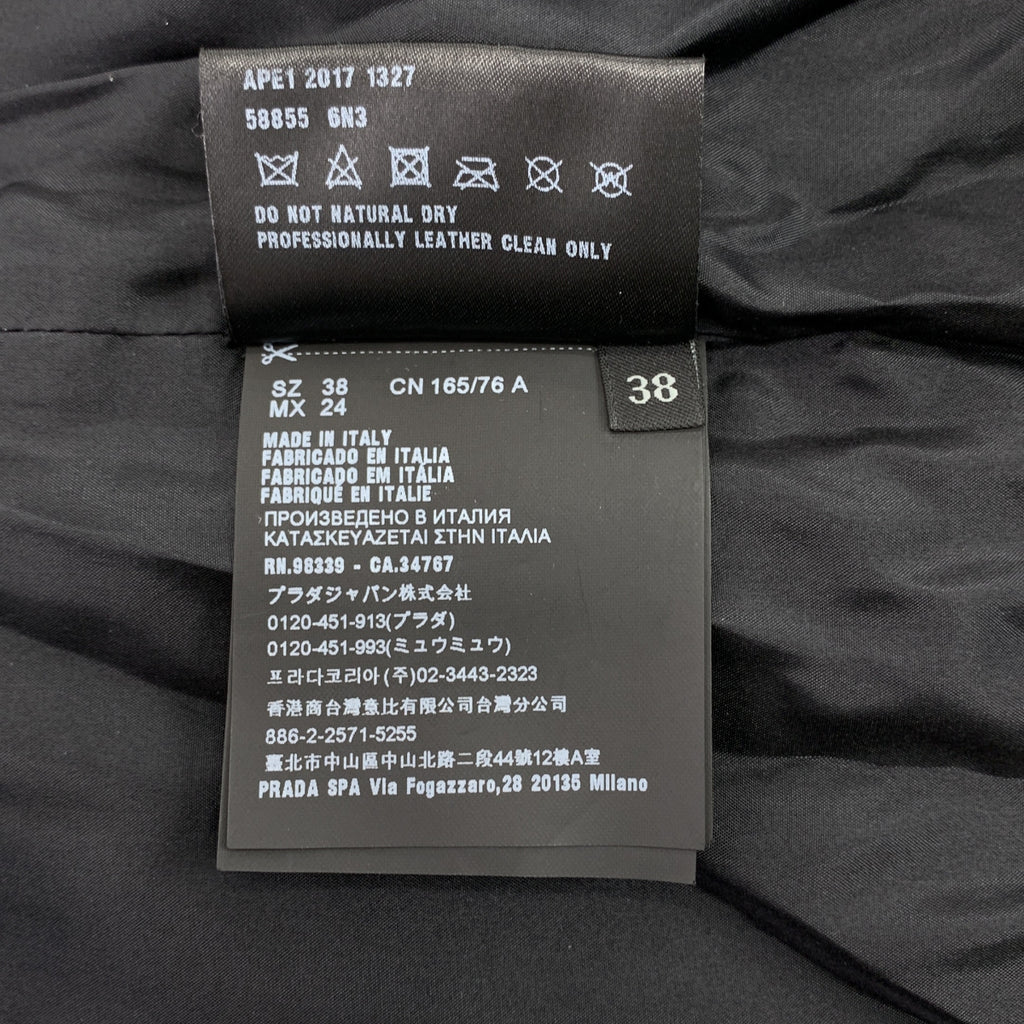 APE1 2017 1327
58855 6N3
DO NOT NATURAL DRY
PROFESSIONALLY LEATHER CLEAN ONLY
SZ 38 CN 165/76 A
38
MX 24
MADE IN ITALY
FABRICADO EN ITALIA
FABRICADO EM ITÁLIA
FABRIQUÉ EN ITALIE
ПРОИЗВЕДЕНО В ИТАЛИЯ
ΚΑΤΑΣΚΕΥΑΖΕΤΑΙ ΣΤΗΝ ΙΤΑΛΙΑ
RN.98339 - CA.34767
プラダジャパン株式会社
0120-451-913(プラダ)
0120-451-993(ミュウミュウ)
프라다코리아(주)02-3443-2323
香港商台灣意比有限公司台灣分公司
886-2-2571-5255
臺北市中山區中山北路二段44號12樓A室
PRADA SPA Via Fogazzaro,28 20135 Milano